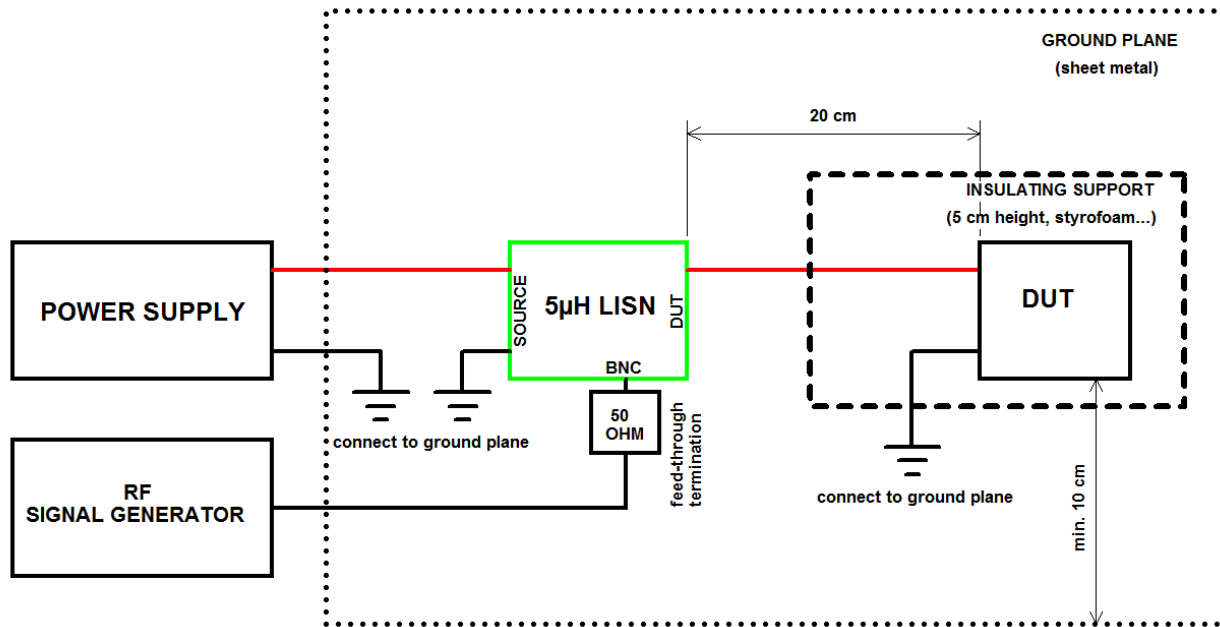 GROUND PLANE
(sheet metal)
20 cm
INSULATING SUPPORT
(5 cm height, styrofoam...)
POWER SUPPLY
SOURCE
5µH LISN
DUT
BNC
DUT
50
OHM
feed-through
termination
connect to ground plane
connect to ground plane
min. 10 cm
RF
SIGNAL GENERATOR